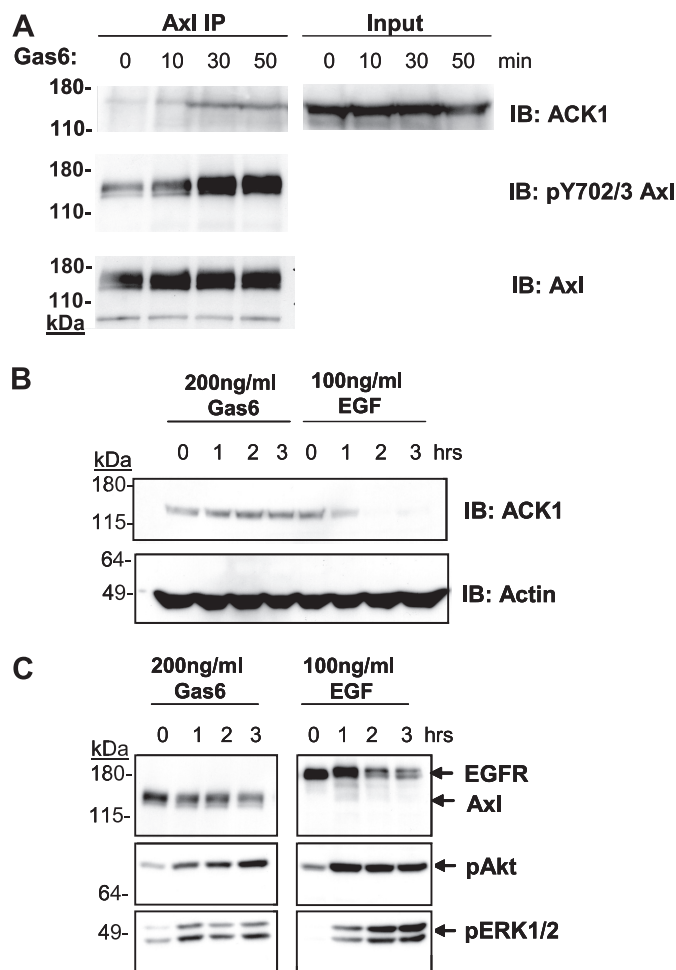 A
Axl IP Input
Gas6: 0 10 30 50 0 10 30 50 min
180-
110-
IB: ACK1
180-
110-
IB: pY702/3 Axl
180-
110-
kDa
IB: Axl
B
200ng/ml Gas6
100ng/ml EGF
kDa 0 1 2 3 0 1 2 3 hrs
180-
115-
IB: ACK1
64-
49-
IB: Actin
C
200ng/ml Gas6
100ng/ml EGF
kDa 0 1 2 3 0 1 2 3 hrs
180-
115-
EGFR
Axl
64-
pAkt
49-
pERK1/2